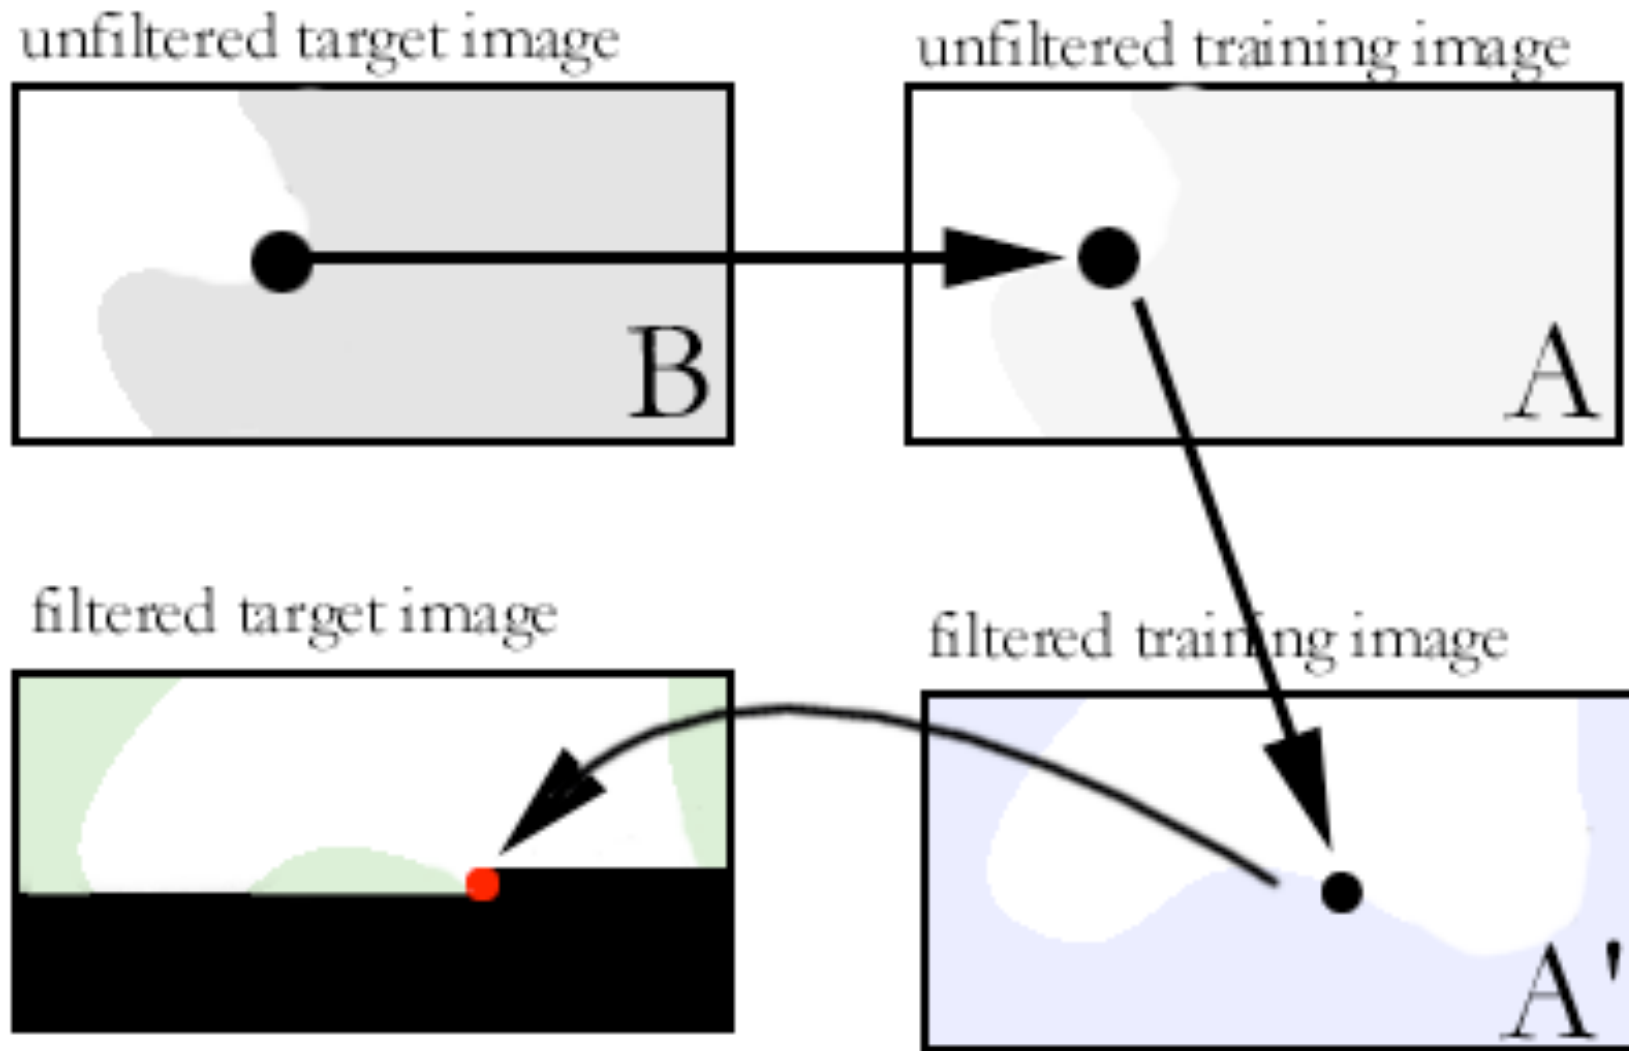 unfiltered target image
unfiltered training image
B
A
filtered target image
filtered training image
A'